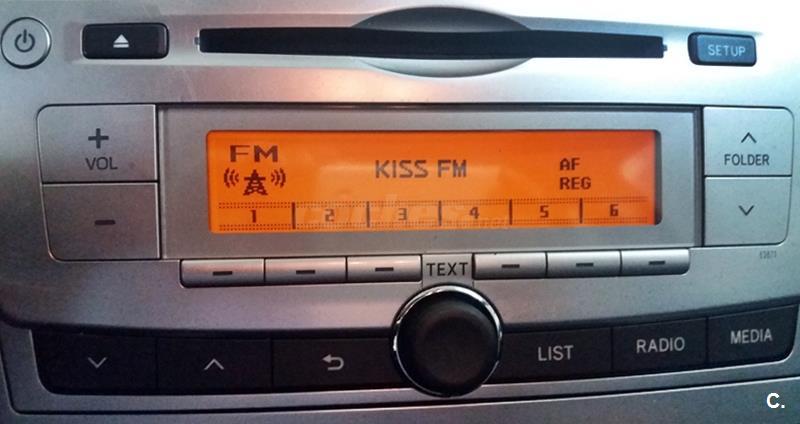 SETUP
+
VOL
−
FM
KISS FM
AF
REG
1 2 3 4 5 6
FOLDER
TEXT
LIST
RADIO
MEDIA
C.